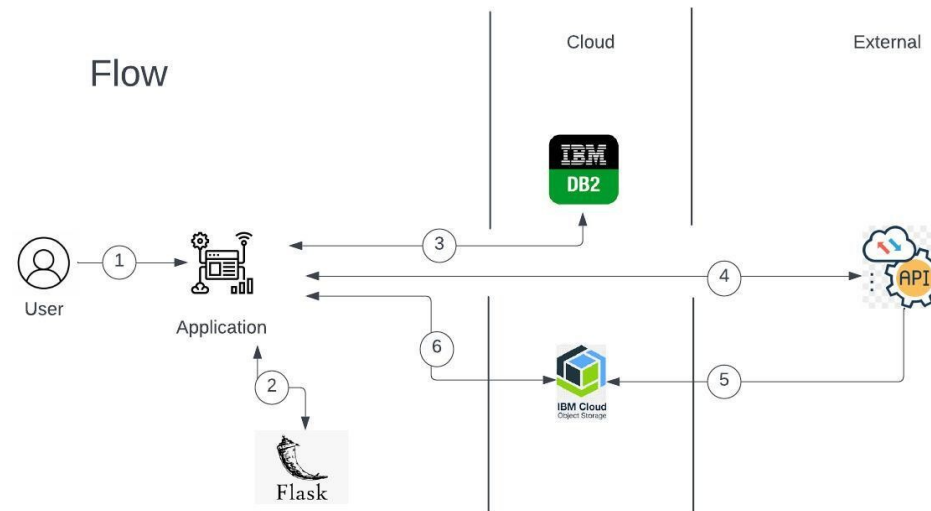 Flow
Cloud
External
IBM
DB2
1
3
4
API
User
Application
6
5
2
IBM Cloud
Object Storage
Flask